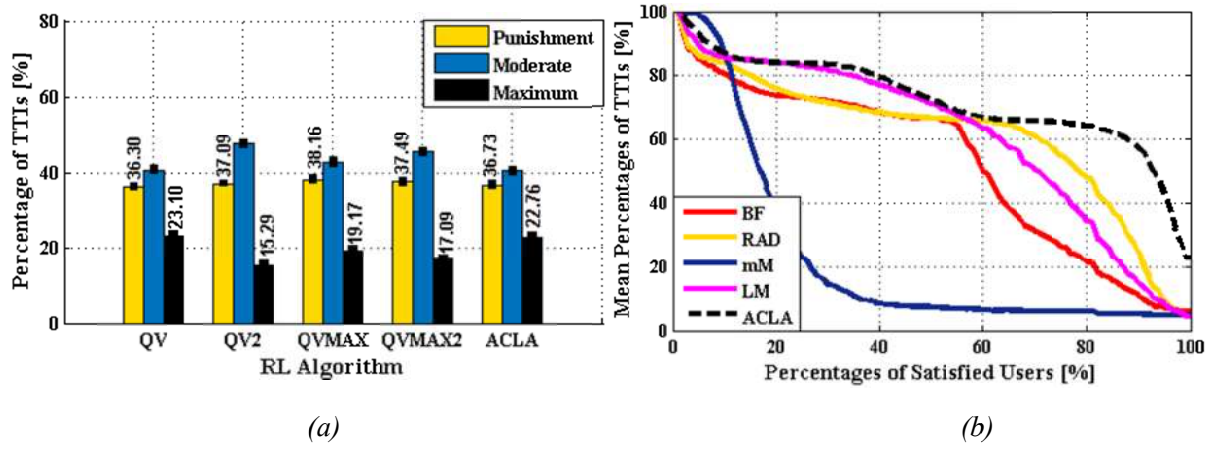 80
60
40
20
0
Percentage of TTIs [%]
Punishment
Moderate
Maximum
36.30
23.10
37.09
15.29
38.16
19.17
37.49
17.09
36.73
22.76
QV QV2 QVMAX QVMAX2 ACLA
RL Algorithm
(a)
100
80
60
40
20
0
Mean Percentages of TTIs [%]
BF
RAD
mM
LM
ACLA
0 20 40 60 80 100
Percentages of Satisfied Users [%]
(b)